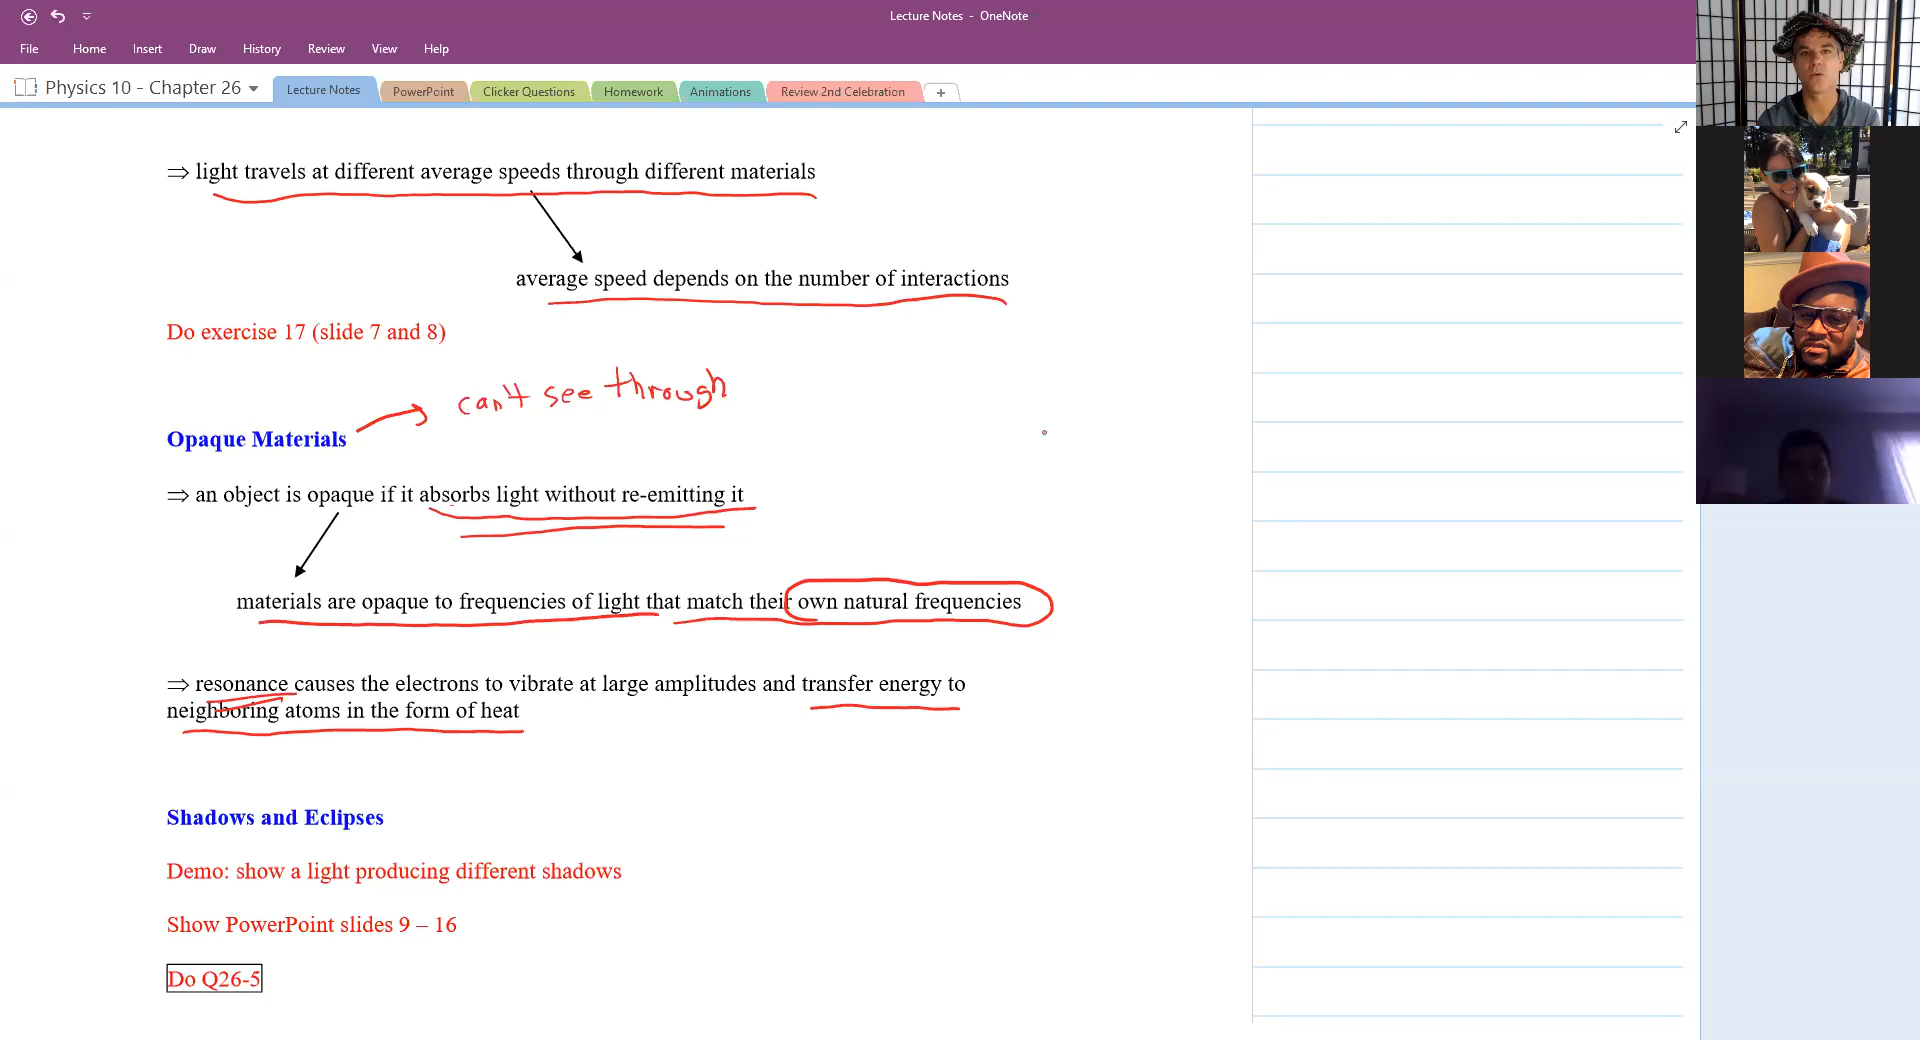 Lecture Notes - OneNote
File Home Insert Draw History Review View Help
Physics 10 - Chapter 26 Lecture Notes PowerPoint Clicker Questions Homework Animations Review 2nd Celebration +
⇒ light travels at different average speeds through different materials
average speed depends on the number of interactions
Do exercise 17 (slide 7 and 8)
can't see through
Opaque Materials
⇒ an object is opaque if it absorbs light without re-emitting it
materials are opaque to frequencies of light that match their own natural frequencies
⇒ resonance causes the electrons to vibrate at large amplitudes and transfer energy to
neighboring atoms in the form of heat
Shadows and Eclipses
Demo: show a light producing different shadows
Show PowerPoint slides 9 – 16
Do Q26-5